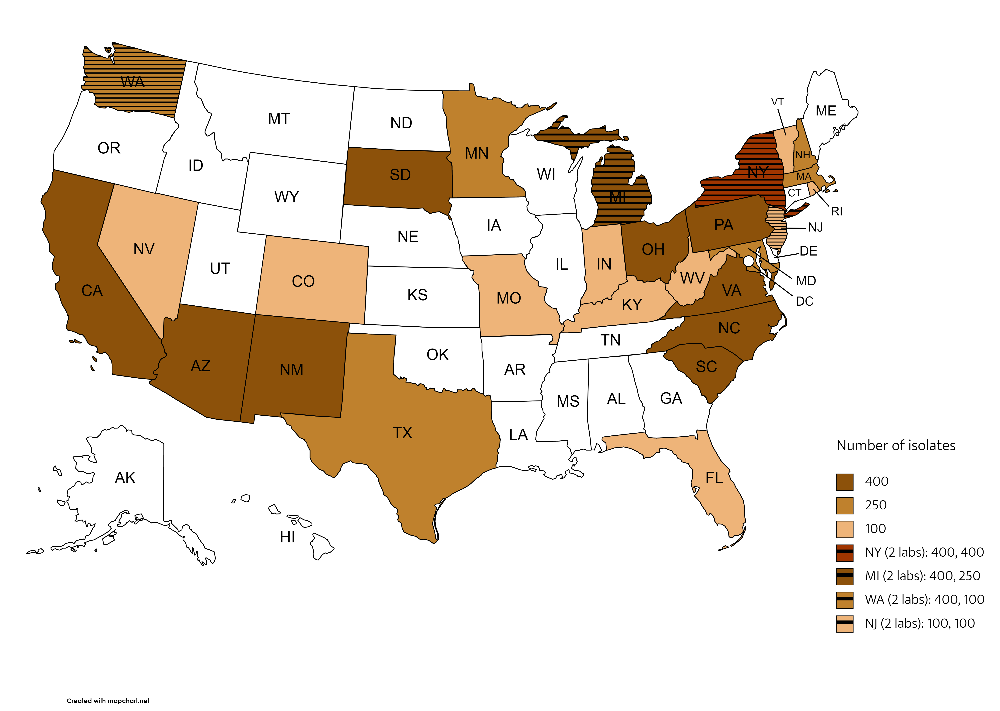 WA
MT
ND
MN
VT
ME
OR
ID
SD
WI
MI
NY
NH
MA
CT
RI
WY
NE
IA
PA
NJ
NV
UT
CO
KS
MO
IL
IN
OH
WV
VA
DE
MD
DC
CA
KY
NC
TN
SC
AZ
NM
OK
AR
MS
AL
GA
TX
LA
FL
AK
HI
Number of isolates
400
250
100
NY (2 labs): 400, 400
MI (2 labs): 400, 250
WA (2 labs): 400, 100
NJ (2 labs): 100, 100
Created with mapchart.net